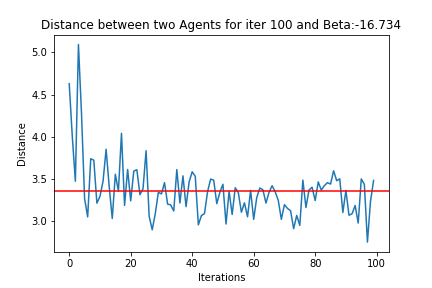 Distance between two Agents for iter 100 and Beta:-16.734
5.0
4.5
4.0
3.5
3.0
Distance
0 20 40 60 80 100
Iterations